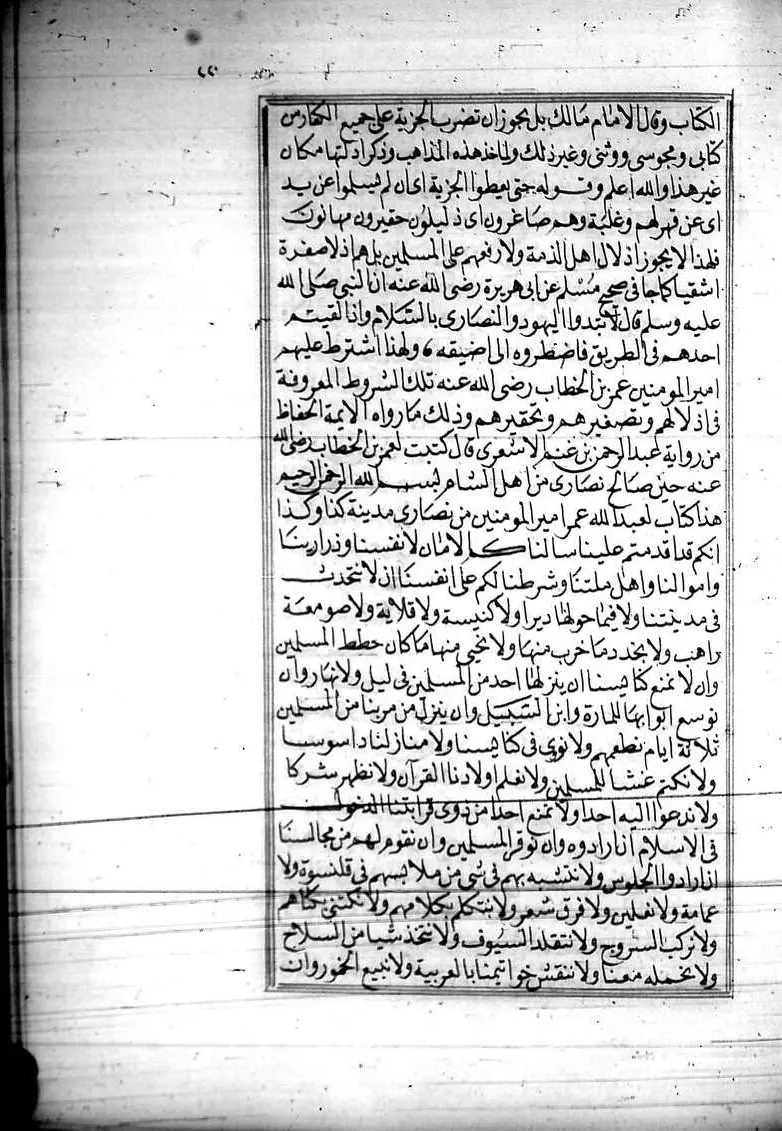 الكتاب وقال الامام مالك بل يجوز ان تضرب الجزية على جميع الكفار من
كتابى ومجوسى ووثنى وغير ذلك ولماخذ هذه المذاهب وذكر ادلتها مكان
غير هذا والله اعلم وقوله حتى يعطوا الجزية اى ان لم يسلموا عن يد
اى عن قهر لهم وغلبة وهم صاغرون اى ذليلون حقيرون مهانون
فلهذا لا يجوز اذلال اهل الذمة ولا رفعهم على المسلمين بل هم اذلا صفرة
اشقيا كما جا فى صحيح مسلم عن ابى هريرة رضى الله عنه ان النبى صلى الله
عليه وسلم قال لا تبتدوا اليهود والنصارى بالسلام واذا لقيتم
احدهم فى الطريق فاضطروه الى اضيقه ولهذا اشترط عليهم
امير المومنين عمر بن الخطاب رضى الله عنه تلك الشروط المعروفة
فى اذلالهم وتصغيرهم وتحقيرهم وذلك مارواه الايمة الحفاظ
من رواية عبد الرحمن بن غنم الاشعرى قال كتبت لعمر بن الخطاب رضى الله
عنه حين صالح نصارى من اهل الشام بسم الله الرحمن الرحيم
هذا كتاب لعبد الله عمر امير المومنين من نصارى مدينة كذا وكذا
انكم قد اقدمتم علينا سالناكم الامان لانفسنا وذرارينا
واموالنا واهل ملتنا وشرطنا لكم على انفسنا ان لا نتحدث
فى مدينتنا ولا فيما حولها ديرا ولا كنيسة ولا قلاية ولا صومعة
راهب ولا نجدد ما خرب منها ولا نحيى منها ما كان خطط المسلمين
وان لا نمنع كنايسنا ان ينزلها احد من المسلمين فى ليل ولا نهار وان
نوسع ابوابها للمارة وابن السبيل وان ينزل من مر بنا من المسلمين
ثلاثة ايام نطعمهم ولا نوى فى كنايسنا ولا منازلنا داسوسا
ولا نكتم غشا للمسلمين ولا نعلم اولادنا القران ولا نظهر شركا
ولا ندعوا اليه احدا ولا نمنع احدا من ذوى قرابتنا الدخول
فى الاسلام ان ارادوه وان نوقر المسلمين وان نقوم لهم من مجالسنا
ان ارادوا الجلوس ولا نتشبه بهم فى شى من ملابسهم فى قلنسوة ولا
عمامة ولا نعلين ولا فرق شعر ولا نتكلم بكلامهم ولا نكتنى بكناهم
ولا نركب السروج ولا نتقلد السيوف ولا نتخذ شيا من السلاح
ولا نحمله معنا ولا ننقش خواتيمنا بالعربية ولا نبيع الخمور وان